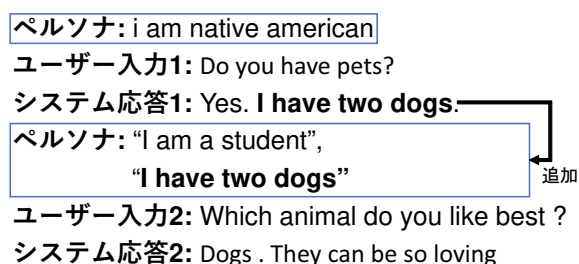 ペルソナ: i am native american
ユーザー入力1: Do you have pets?
システム応答1: Yes. I have two dogs.
ペルソナ: “I am a student”,
“I have two dogs”
追加
ユーザー入力2: Which animal do you like best ?
システム応答2: Dogs . They can be so loving